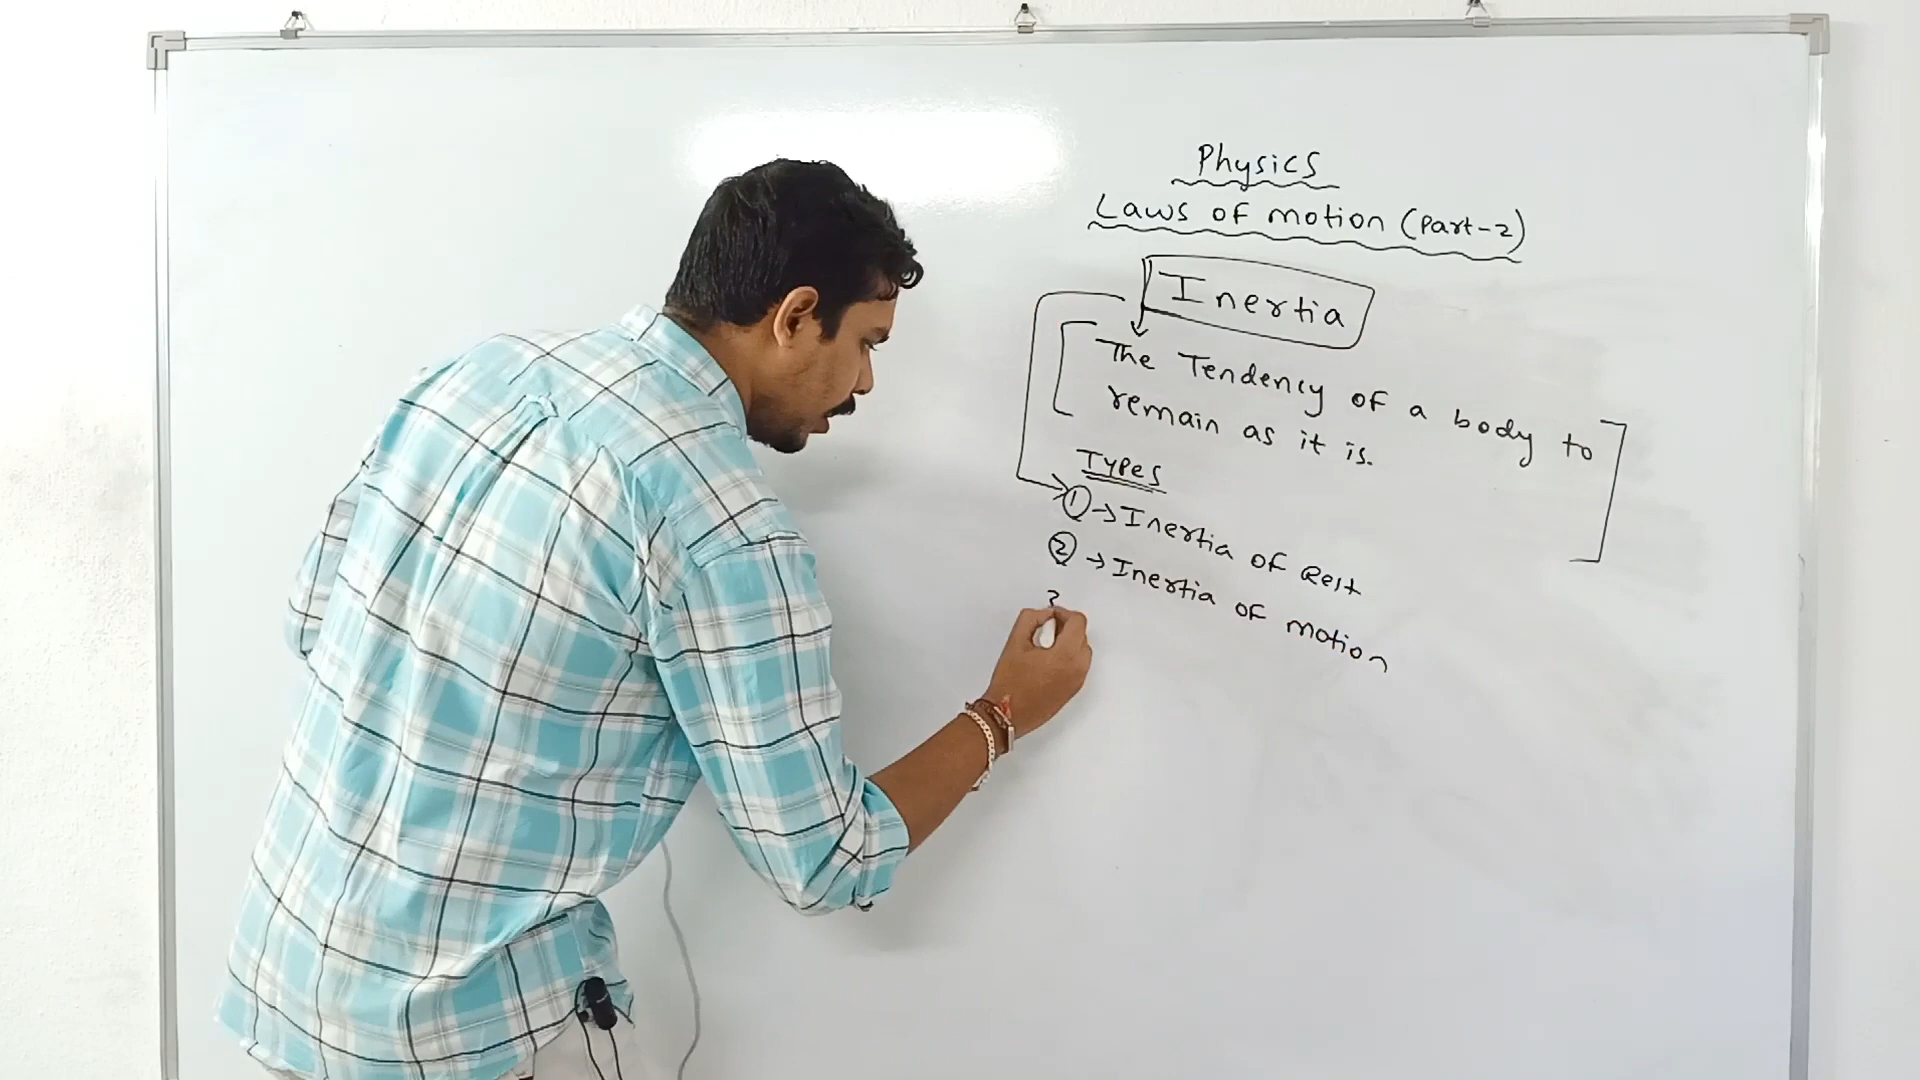 Physics
Laws of motion (Part-2)
Inertia
The Tendency of a body to
remain as it is.
Types
1 → Inertia of Rest
2 → Inertia of motion
3